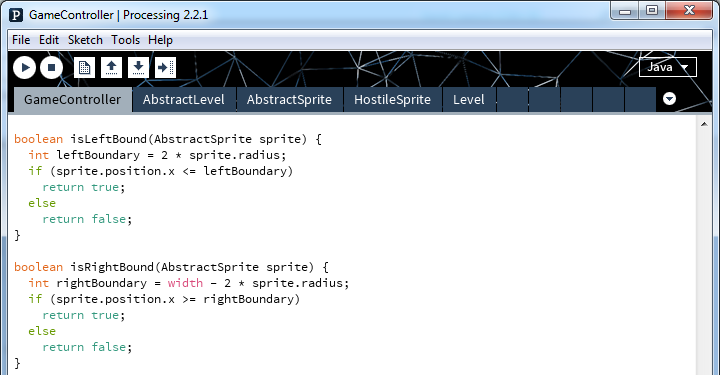 P GameController | Processing 2.2.1
File Edit Sketch Tools Help
Java
GameController AbstractLevel AbstractSprite HostileSprite Level
boolean isLeftBound(AbstractSprite sprite) {
  int leftBoundary = 2 * sprite.radius;
  if (sprite.position.x <= leftBoundary)
    return true;
  else
    return false;
}
boolean isRightBound(AbstractSprite sprite) {
  int rightBoundary = width - 2 * sprite.radius;
  if (sprite.position.x >= rightBoundary)
    return true;
  else
    return false;
}